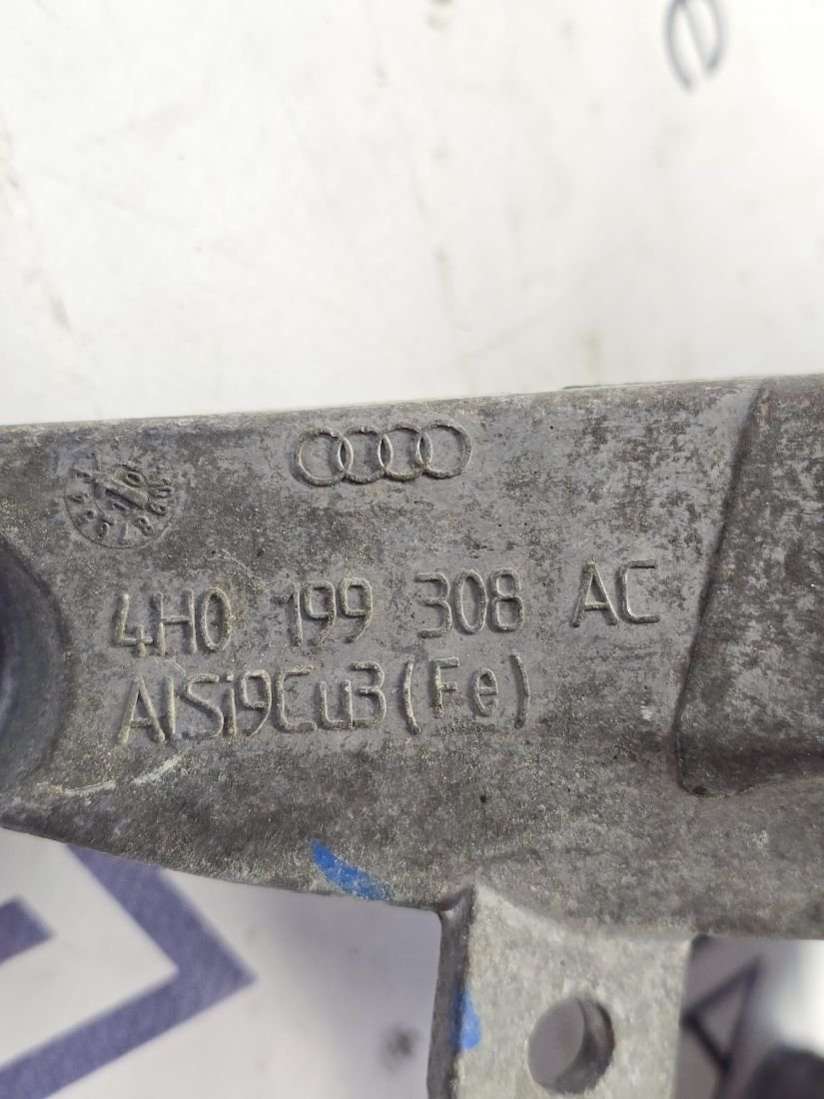 4H0 199 308 AC
AlSi9Cu3(Fe)